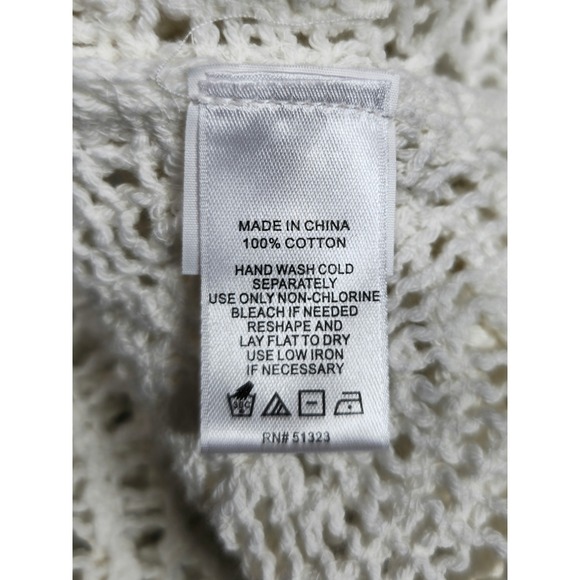 MADE IN CHINA
100% COTTON
HAND WASH COLD
SEPARATELY
USE ONLY NON-CHLORINE
BLEACH IF NEEDED
RESHAPE AND
LAY FLAT TO DRY
USE LOW IRON
IF NECESSARY
RN# 51323